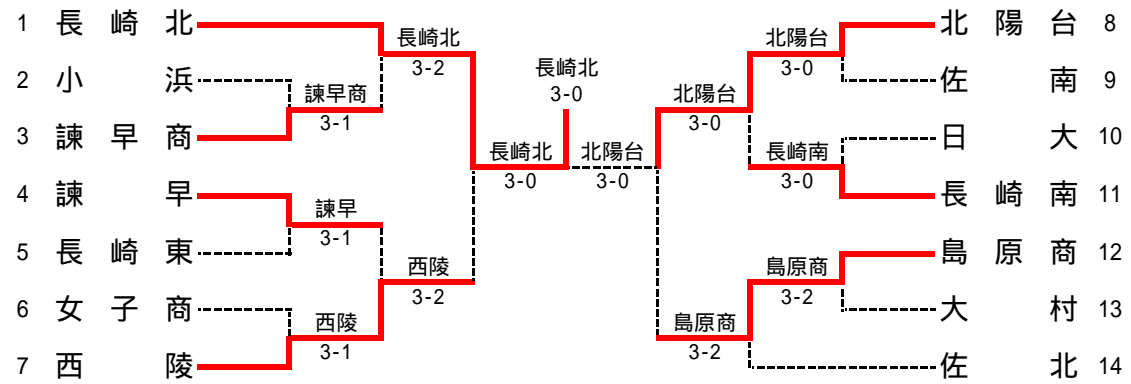 1 長崎北
2 小浜
3 諫早商
4 諫早
5 長崎東
6 女子商
7 西陵
諫早商
3-1
諫早
3-1
西陵
3-1
長崎北
3-2
西陵
3-2
長崎北
3-0
長崎北
3-0
北陽台
3-0
北陽台
3-0
島原商
3-2
北陽台
3-0
長崎南
3-0
島原商
3-2
北陽台 8
佐南 9
日大 10
長崎南 11
島原商 12
大村 13
佐北 14